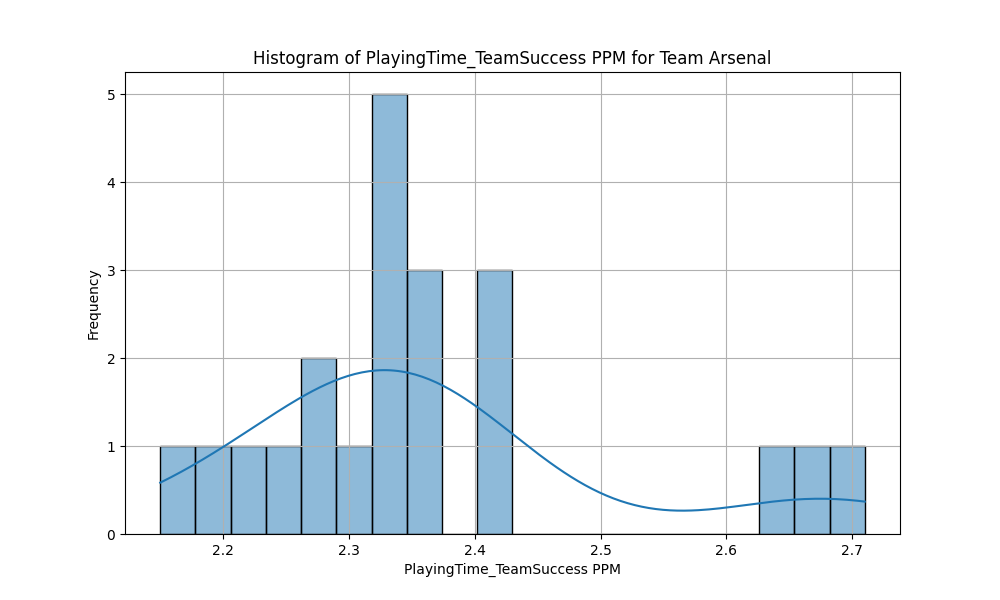 Histogram of PlayingTime_TeamSuccess PPM for Team Arsenal
Frequency
5
4
3
2
1
0
2.2 2.3 2.4 2.5 2.6 2.7
PlayingTime_TeamSuccess PPM